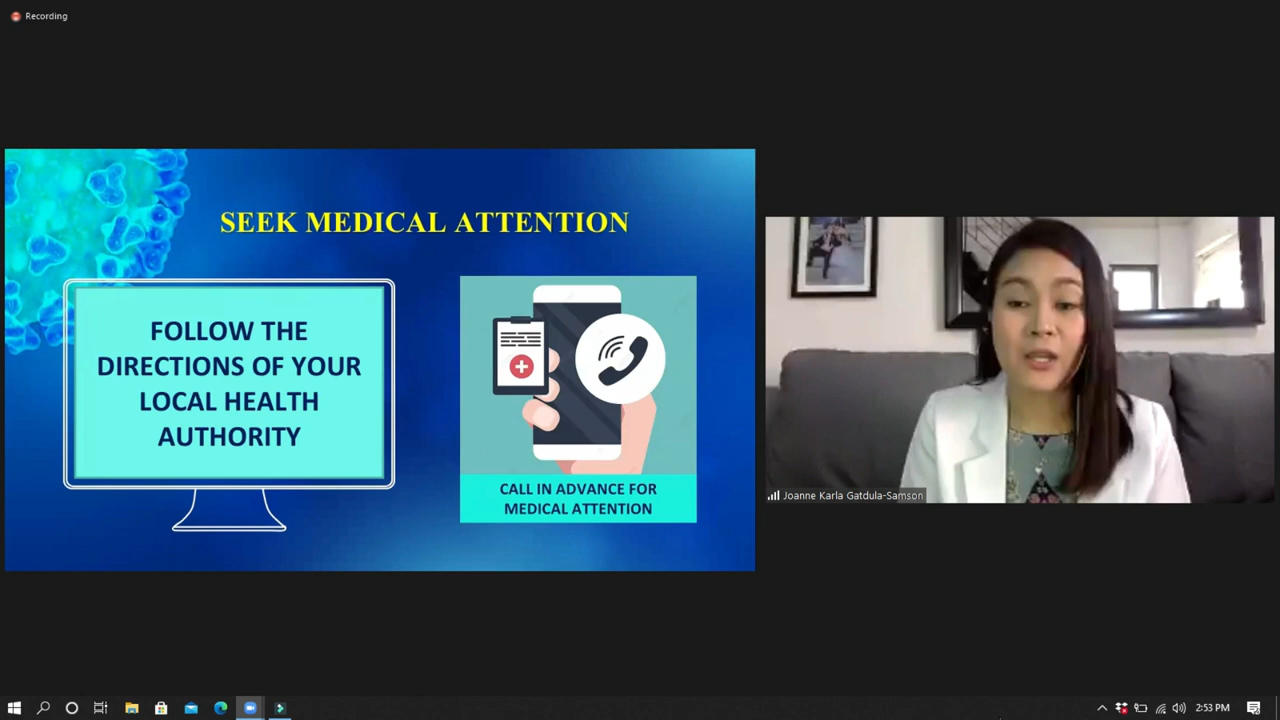 Recording
SEEK MEDICAL ATTENTION
FOLLOW THE
DIRECTIONS OF YOUR
LOCAL HEALTH
AUTHORITY
CALL IN ADVANCE FOR
MEDICAL ATTENTION
Joanne Karla Gatdula-Samson
2:53 PM